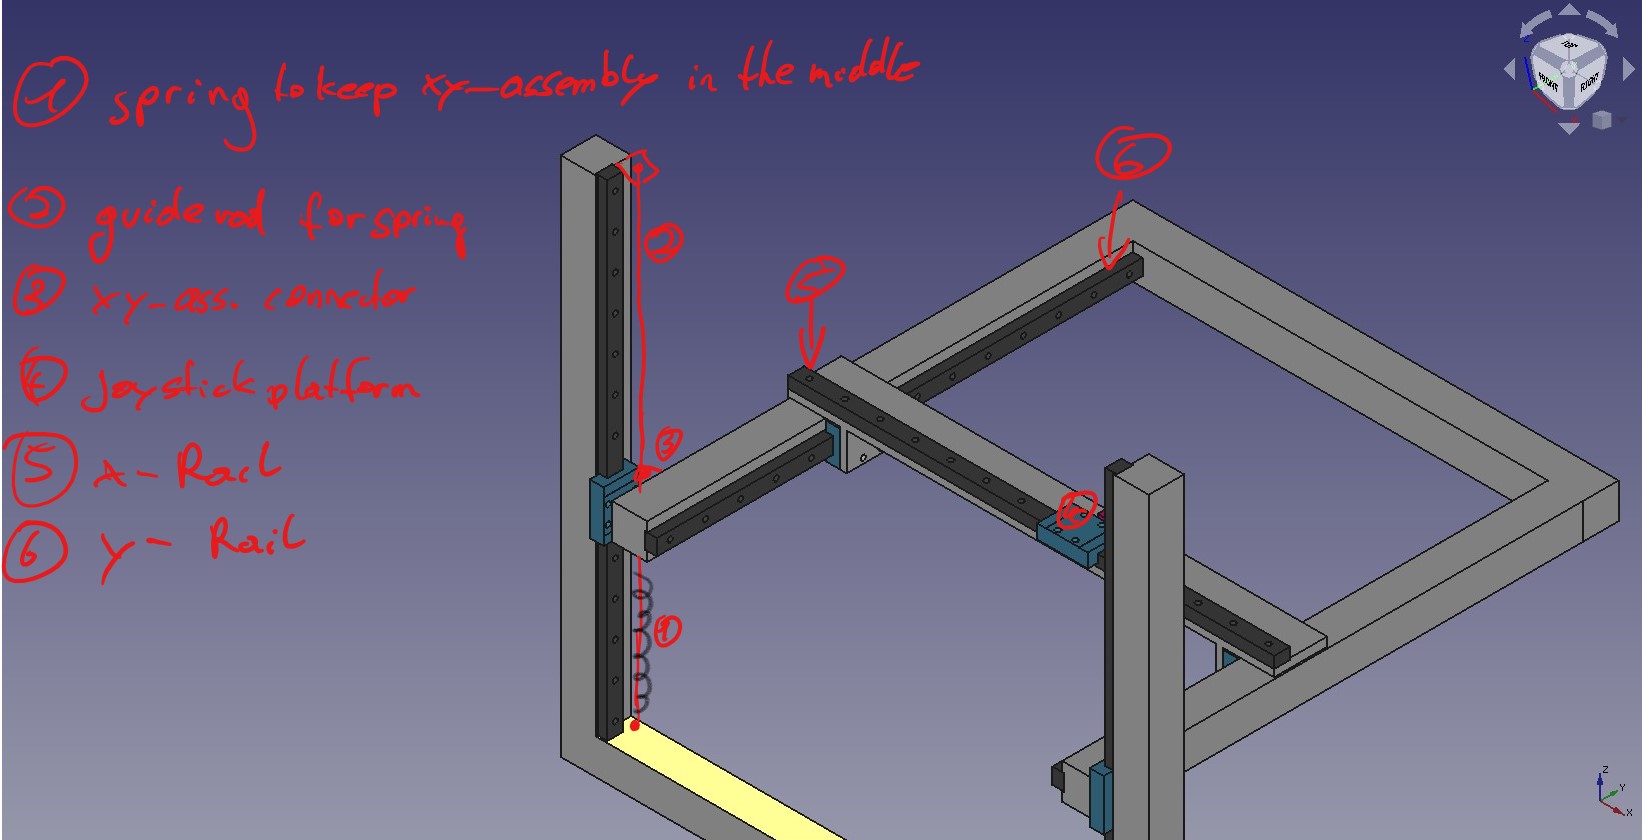 1 spring to keep xy-assembly in the middle
2 guide rod for spring
3 xy-ass. connector
4 Joystick platform
5 x-Rail
6 y-Rail
6
5
2
3
4
1
TOP
FRONT
RIGHT
Z
Y
X